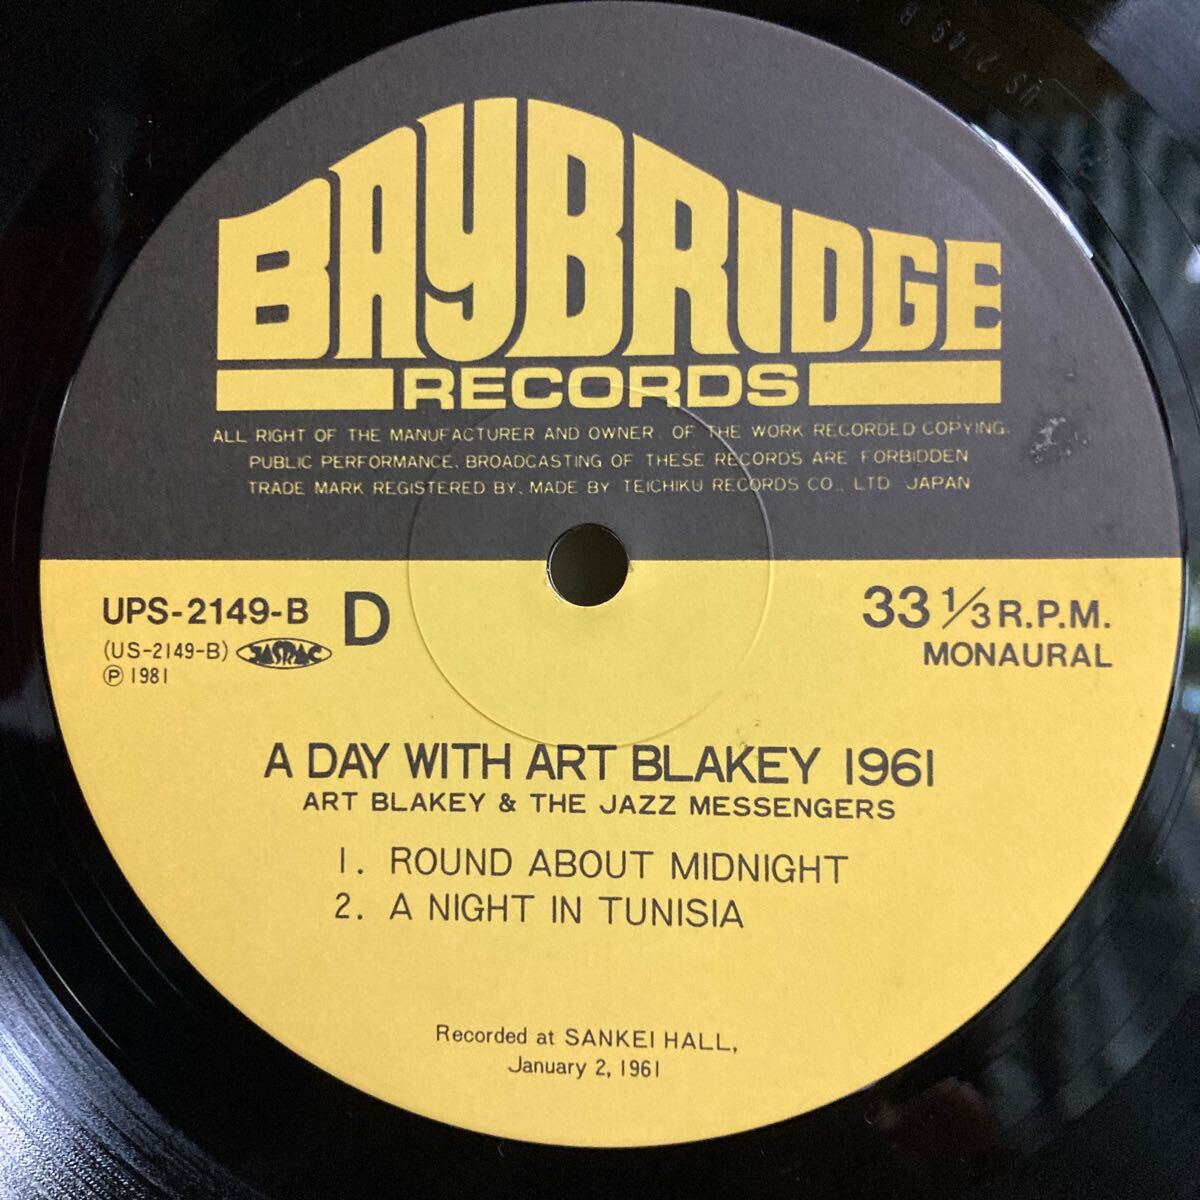 US 2149 B
BAYBRIDGE
RECORDS
ALL RIGHT OF THE MANUFACTURER AND OWNER OF THE WORK RECORDED COPYING.
PUBLIC PERFORMANCE. BROADCASTING OF THESE RECORDS ARE FORBIDDEN
TRADE MARK REGISTERED BY. MADE BY TEICHIKU RECORDS CO., LTD JAPAN
UPS-2149-B D
(US-2149-B) JASRAC
Ⓟ 1981
33 1/3 R.P.M.
MONAURAL
A DAY WITH ART BLAKEY 1961
ART BLAKEY & THE JAZZ MESSENGERS
1. ROUND ABOUT MIDNIGHT
2. A NIGHT IN TUNISIA
Recorded at SANKEI HALL,
January 2, 1961